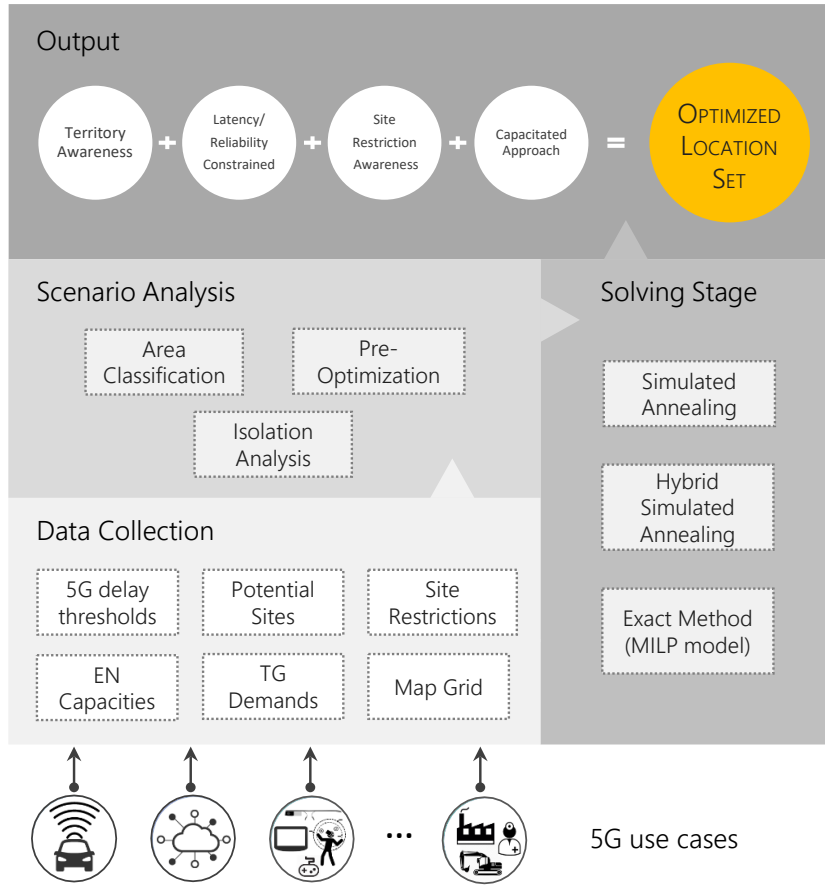 Output
Territory
Awareness
+
Latency/
Reliability
Constrained
+
Site
Restriction
Awareness
+
Capacitated
Approach
=
OPTIMIZED
LOCATION
SET
Scenario Analysis
Area
Classification
Pre-
Optimization
Isolation
Analysis
Solving Stage
Simulated
Annealing
Hybrid
Simulated
Annealing
Exact Method
(MILP model)
Data Collection
5G delay
thresholds
Potential
Sites
Site
Restrictions
EN
Capacities
TG
Demands
Map Grid
...
5G use cases